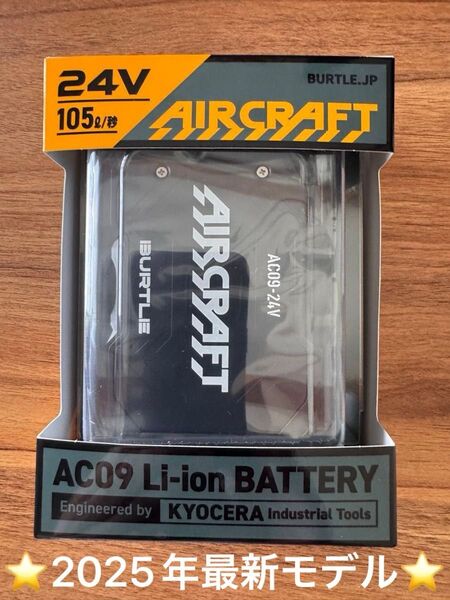 24V
105ℓ/秒
BURTLE.JP
AIRCRAFT
AIRCRAFT
BURTLE
AC09-24V
AC09 Li-ion BATTERY
Engineered by KYOCERA Industrial Tools
⭐2025年最新モデル⭐